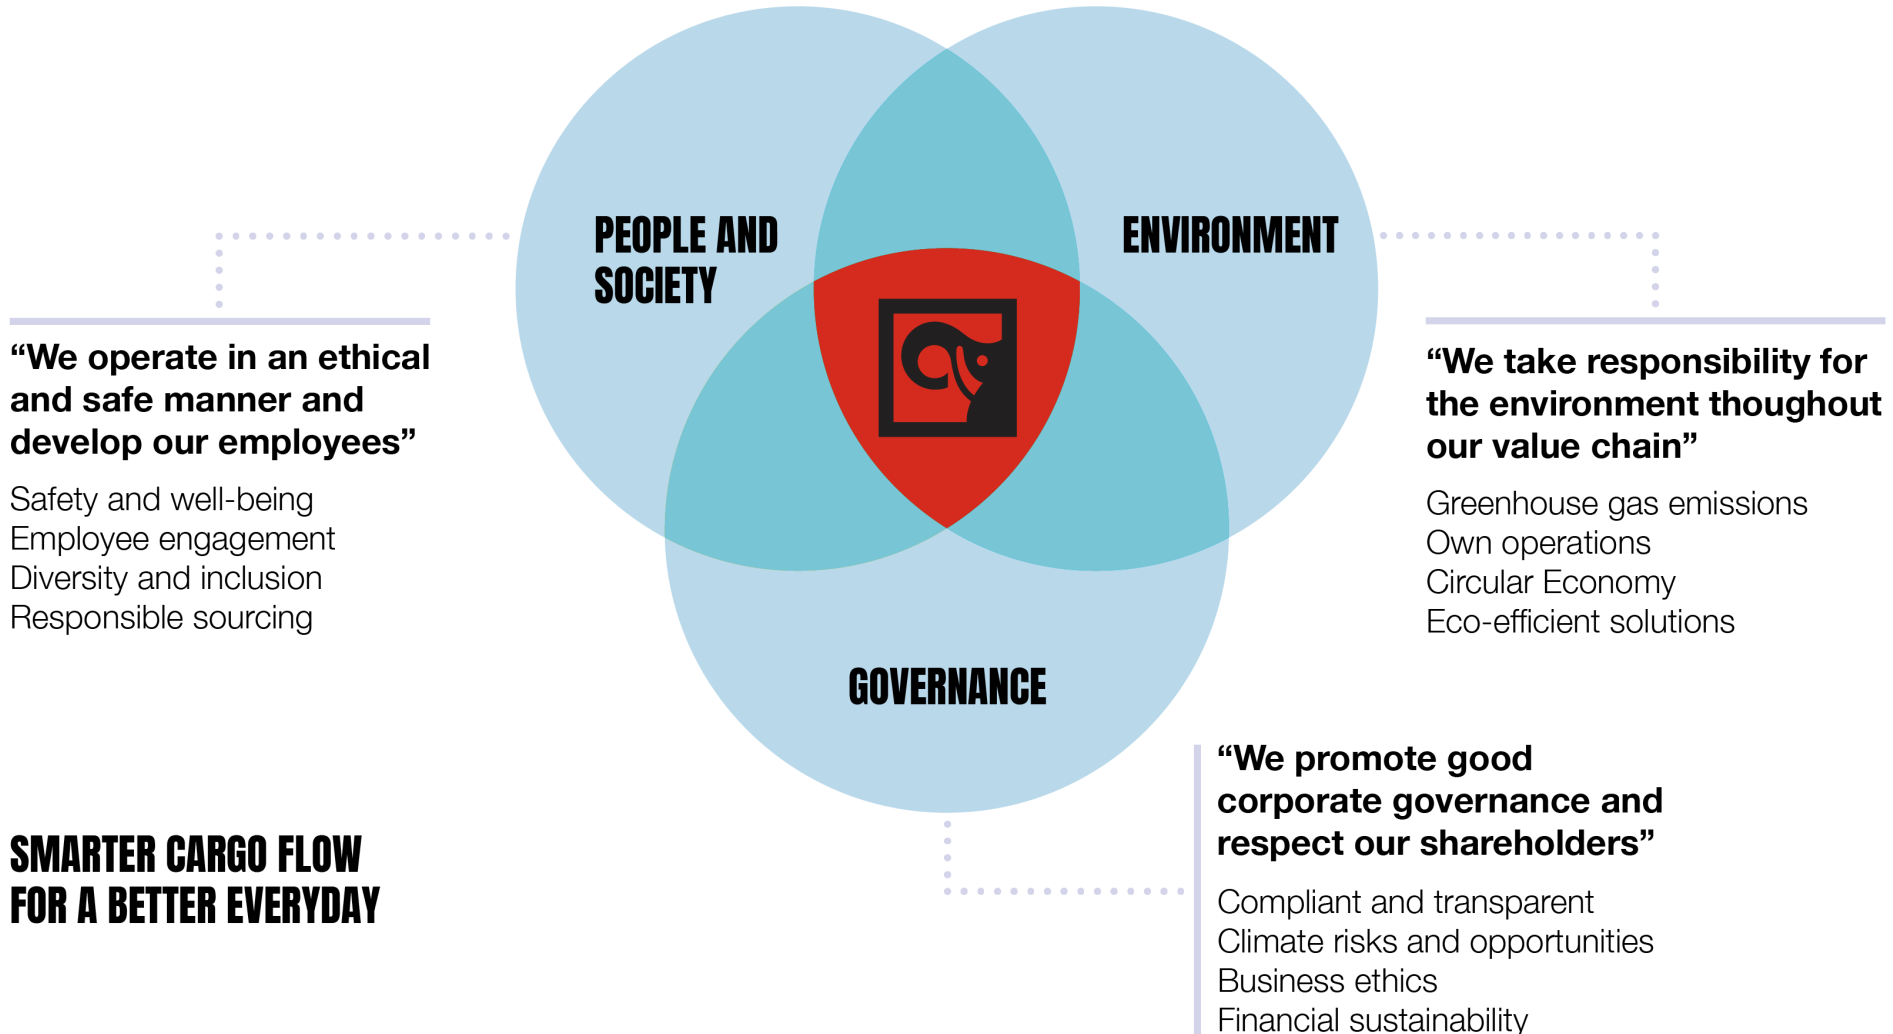 PEOPLE AND
SOCIETY
ENVIRONMENT
GOVERNANCE
“We operate in an ethical
and safe manner and
develop our employees”
Safety and well-being
Employee engagement
Diversity and inclusion
Responsible sourcing
“We take responsibility for
the environment thoughout
our value chain”
Greenhouse gas emissions
Own operations
Circular Economy
Eco-efficient solutions
“We promote good
corporate governance and
respect our shareholders”
Compliant and transparent
Climate risks and opportunities
Business ethics
Financial sustainability
SMARTER CARGO FLOW
FOR A BETTER EVERYDAY